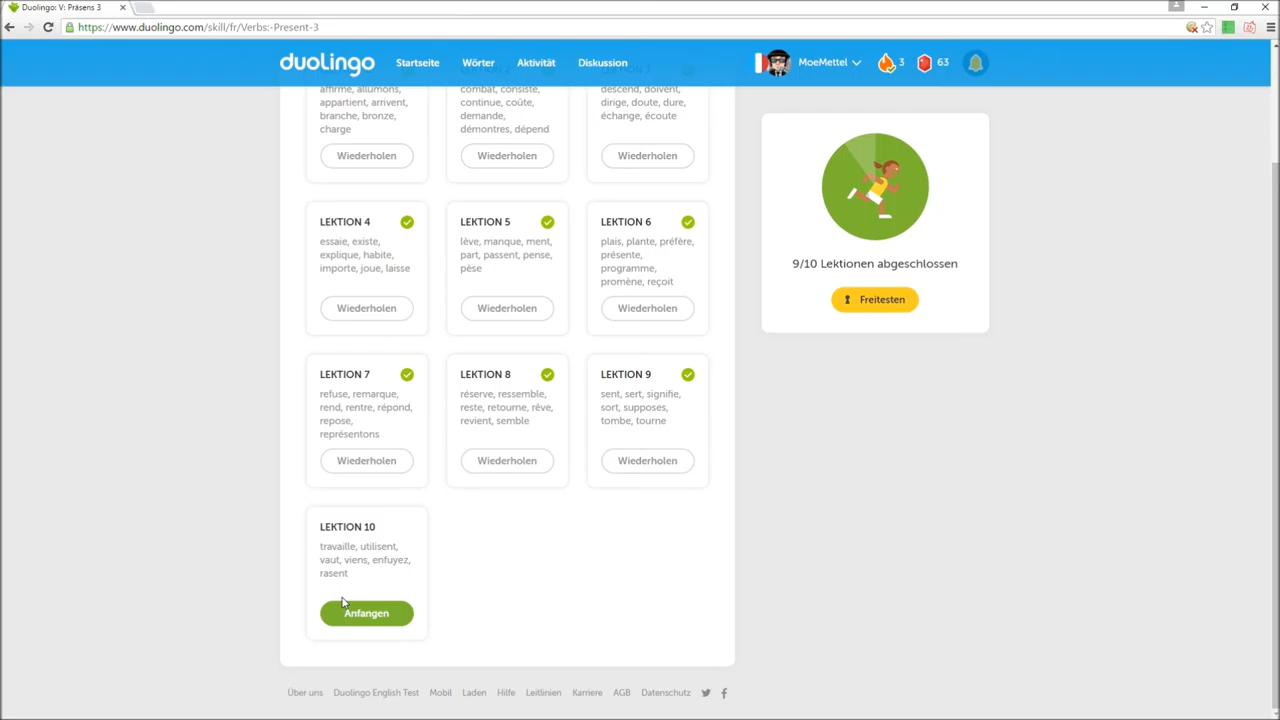 Duolingo: V: Präsens 3
https://www.duolingo.com/skill/fr/Verbs:-Present-3
duolingo
Startseite
Wörter
Aktivität
Diskussion
MoeMettel
3
63
affirme, allumons,
appartient, arrivent,
branche, bronze,
charge
Wiederholen
combat, consiste,
continue, coûte,
demande,
démontres, dépend
Wiederholen
descend, doivent,
dirige, doute, dure,
échange, écoute
Wiederholen
LEKTION 4
essaie, existe,
explique, habite,
importe, joue, laisse
Wiederholen
LEKTION 5
lève, manque, ment,
part, passent, pense,
pèse
Wiederholen
LEKTION 6
plais, plante, préfère,
présente,
programme,
promène, reçoit
Wiederholen
LEKTION 7
refuse, remarque,
rend, rentre, répond,
repose,
représentons
Wiederholen
LEKTION 8
réserve, ressemble,
reste, retourne, rêve,
revient, semble
Wiederholen
LEKTION 9
sent, sert, signifie,
sort, supposes,
tombe, tourne
Wiederholen
LEKTION 10
travaille, utilisent,
vaut, viens, enfuyez,
rasent
Anfangen
9/10 Lektionen abgeschlossen
Freitesten
Über uns
Duolingo English Test
Mobil
Laden
Hilfe
Leitlinien
Karriere
AGB
Datenschutz